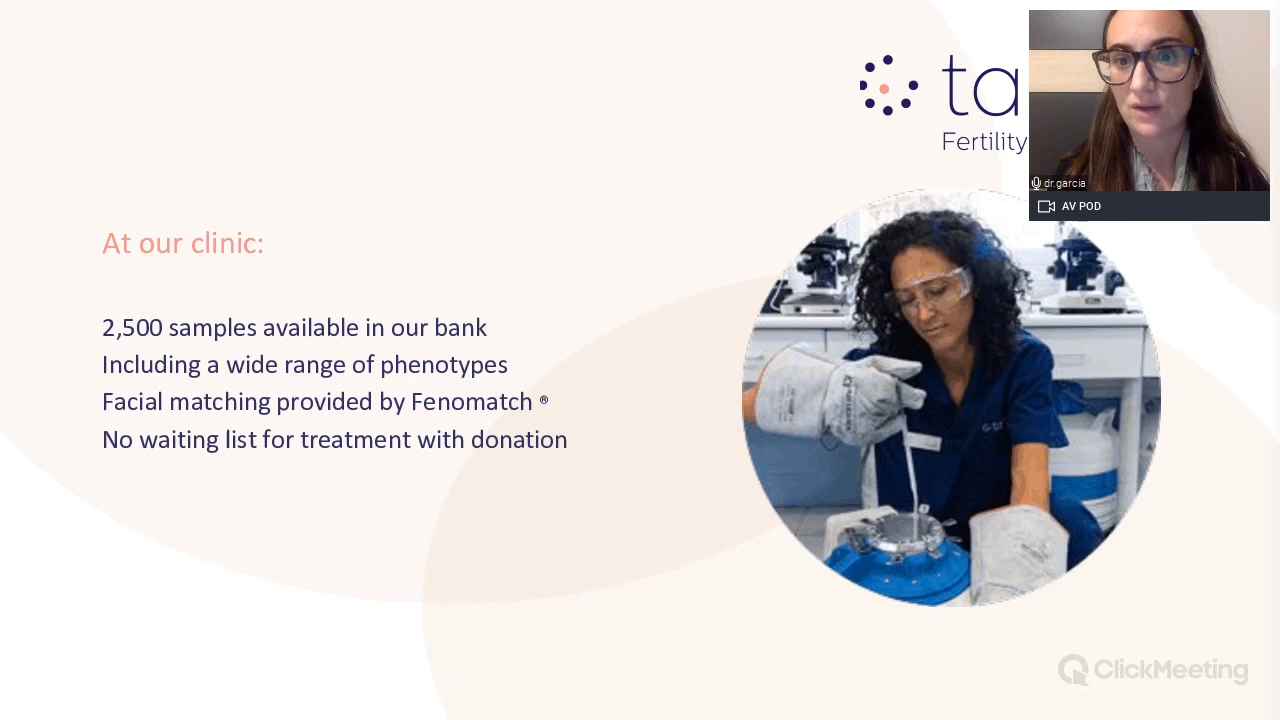 ta
Fertility
dr.garcia
AV POD
At our clinic:
2,500 samples available in our bank
Including a wide range of phenotypes
Facial matching provided by Fenomatch ®
No waiting list for treatment with donation
ClickMeeting